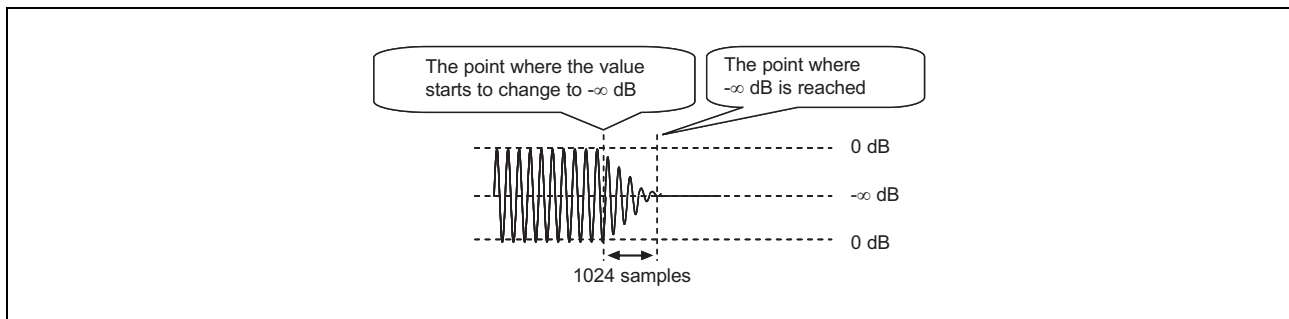 The point where the value
starts to change to -∞ dB
The point where
-∞ dB is reached
0 dB
-∞ dB
0 dB
1024 samples